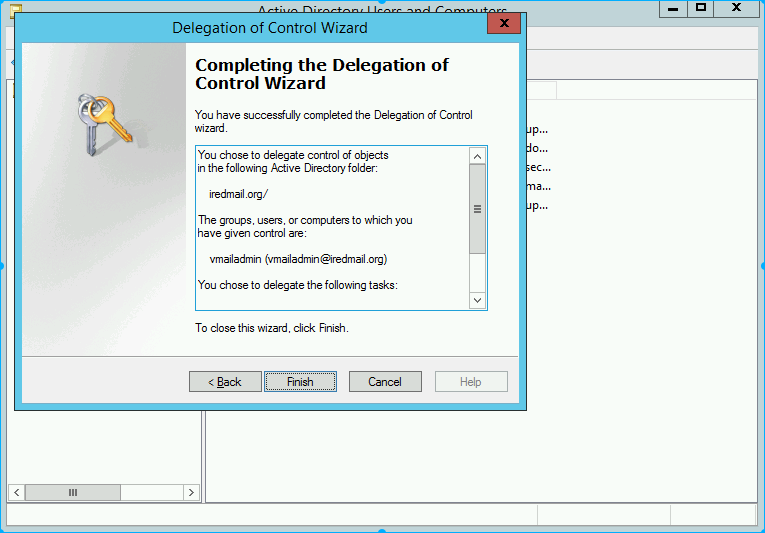 Active Directory Users and Computers
Delegation of Control Wizard
X
X
Completing the Delegation of
Control Wizard
You have successfully completed the Delegation of Control
wizard.
You chose to delegate control of objects
in the following Active Directory folder:
iredmail.org/
The groups, users, or computers to which you
have given control are:
vmailadmin (vmailadmin@iredmail.org)
You chose to delegate the following tasks:
To close this wizard, click Finish.
< Back
Finish
Cancel
Help
up...
do...
sec...
ma...
up...